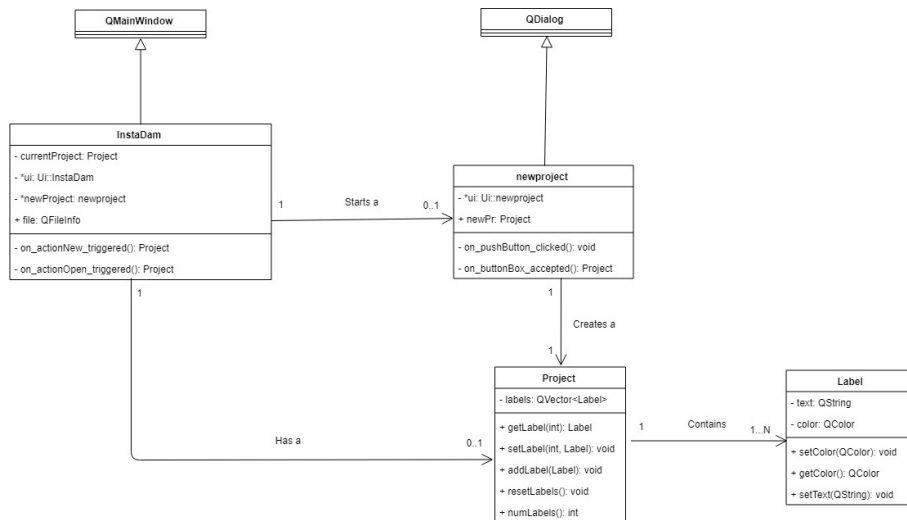 QMainWindow
QDialog
InstaDam
- currentProject: Project
- *ui: Ui::InstaDam
- *newProject: newproject
+ file: QFileInfo
- on_actionNew_triggered(): Project
- on_actionOpen_triggered(): Project
1
Starts a
0..1
newproject
- *ui: Ui::newproject
+ newPr: Project
- on_pushButton_clicked(): void
- on_buttonBox_accepted(): Project
1
1
Creates a
1
Project
- labels: QVector<Label>
+ getLabel(int): Label
+ setLabel(int, Label): void
+ addLabel(Label): void
+ resetLabels(): void
+ numLabels(): int
Has a
0..1
1
Contains
1...N
Label
- text: QString
- color: QColor
+ setColor(QColor): void
+ getColor(): QColor
+ setText(QString): void